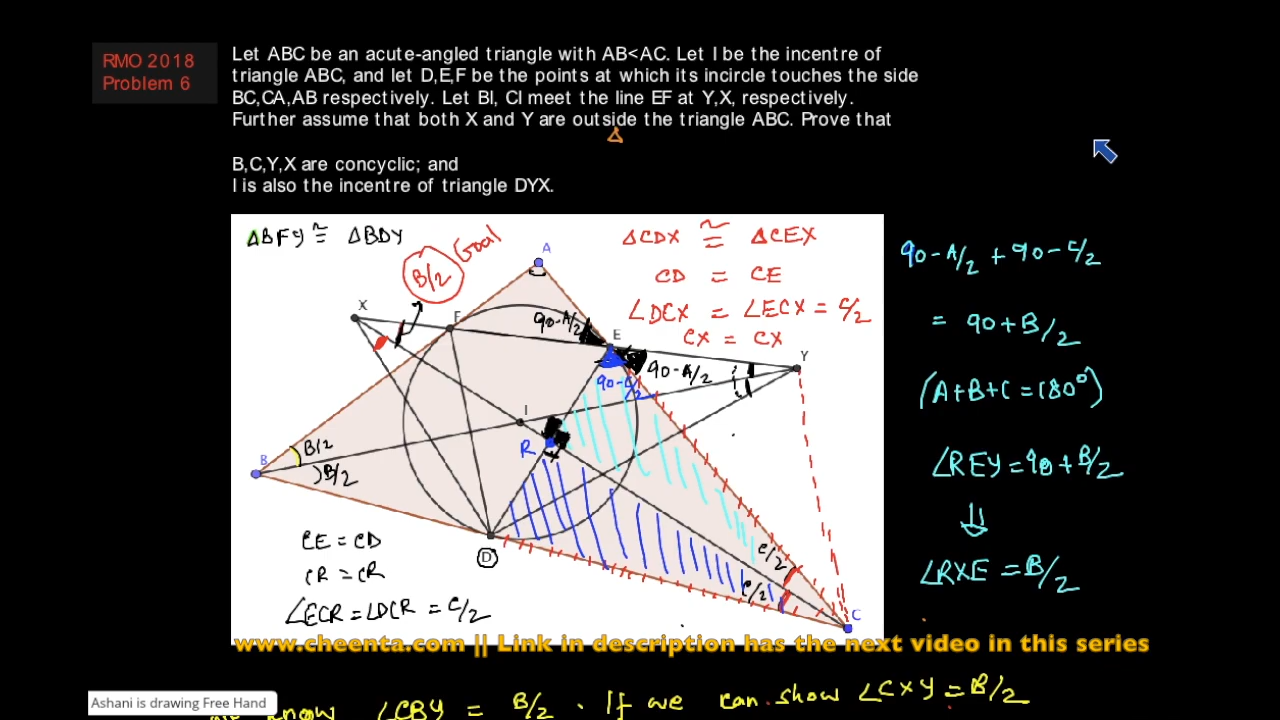 RMO 2018
Problem 6
Let ABC be an acute-angled triangle with AB<AC. Let I be the incentre of
triangle ABC, and let D,E,F be the points at which its incircle touches the side
BC,CA,AB respectively. Let BI, CI meet the line EF at Y,X, respectively.
Further assume that both X and Y are outside the triangle ABC. Prove that
B,C,Y,X are concyclic; and
I is also the incentre of triangle DYX.
ΔBFY ≅ ΔBDY
B/2
Goal
ΔCDX ≅ ΔCEX
CD = CE
∠DCX = ∠ECX = C/2
CX = CX
A
X
F
90-A/2
E
Y
90-A/2
90-C/2
I
R
B
B/2
B/2
D
C/2
C/2
C
CE = CD
CR = CR
∠ECR = ∠DCR = C/2
90-A/2 + 90-C/2
= 90+B/2
(A+B+C=180°)
∠REY = 90+B/2
⇓
∠RXE = B/2
www.cheenta.com || Link in description has the next video in this series
Ashani is drawing Free Hand
know ∠CBY = B/2 . If we can show ∠CXY = B/2